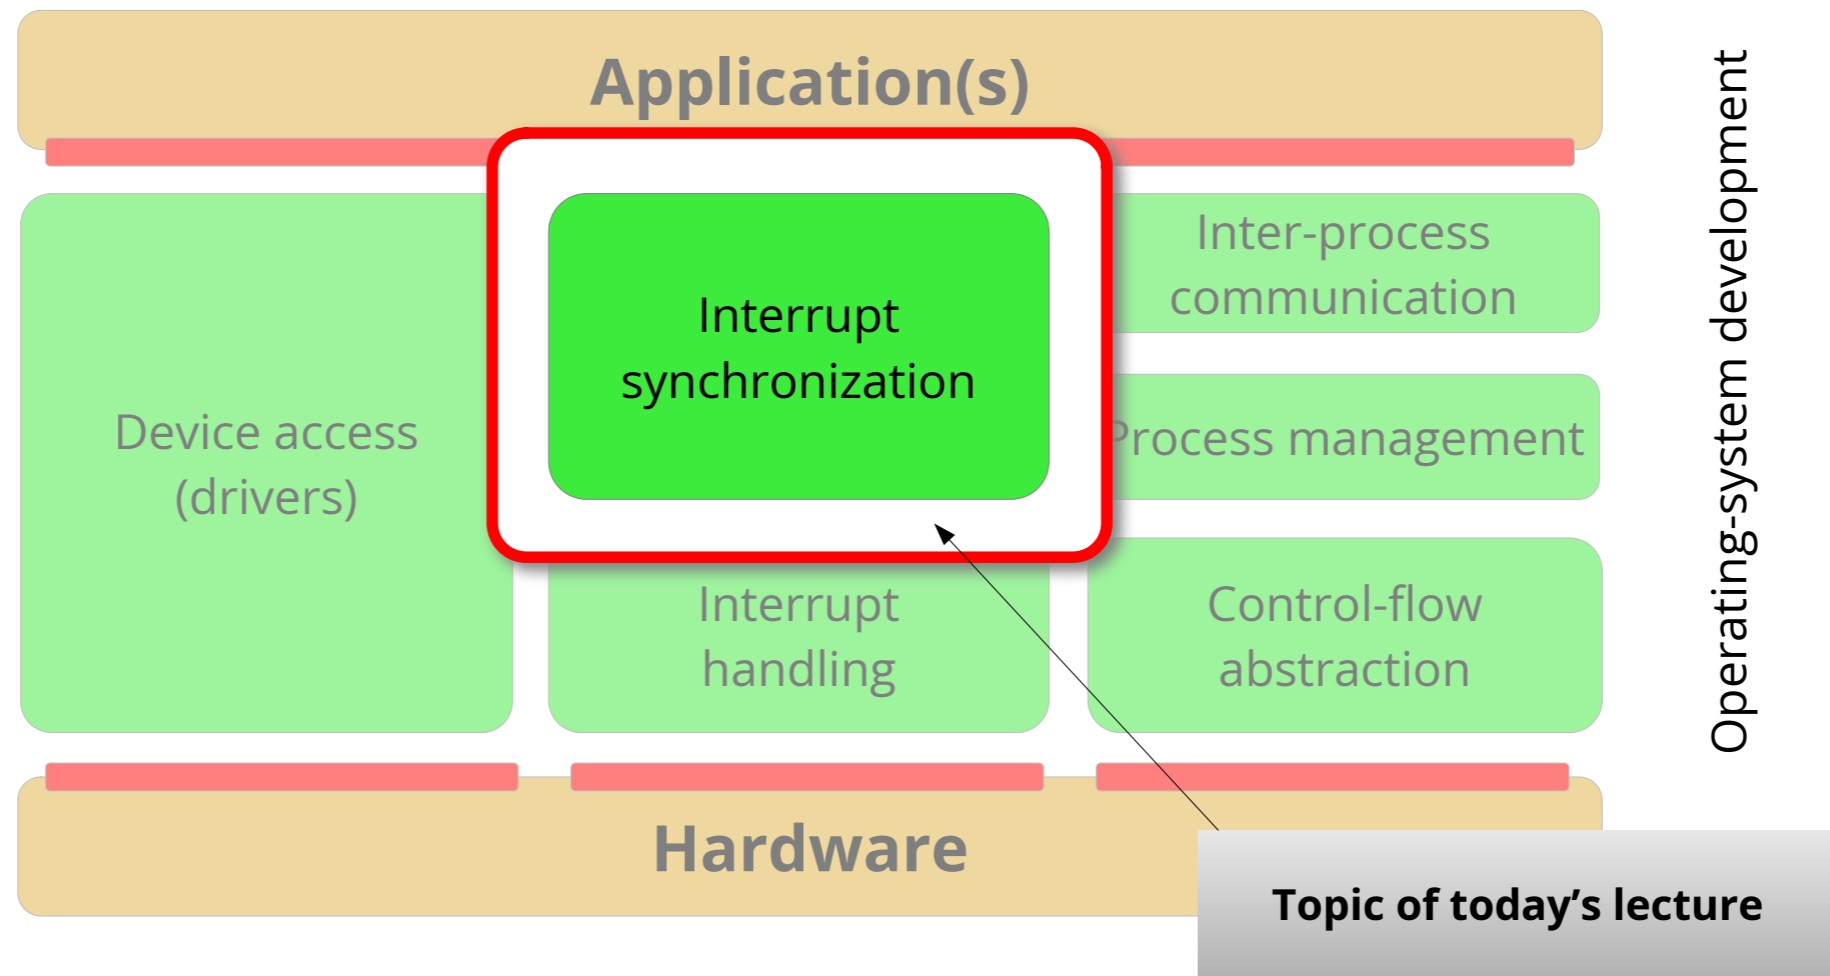 Application(s)
Interrupt
synchronization
Inter-process
communication
Device access
(drivers)
Process management
Interrupt
handling
Control-flow
abstraction
Hardware
Topic of today’s lecture
Operating-system development